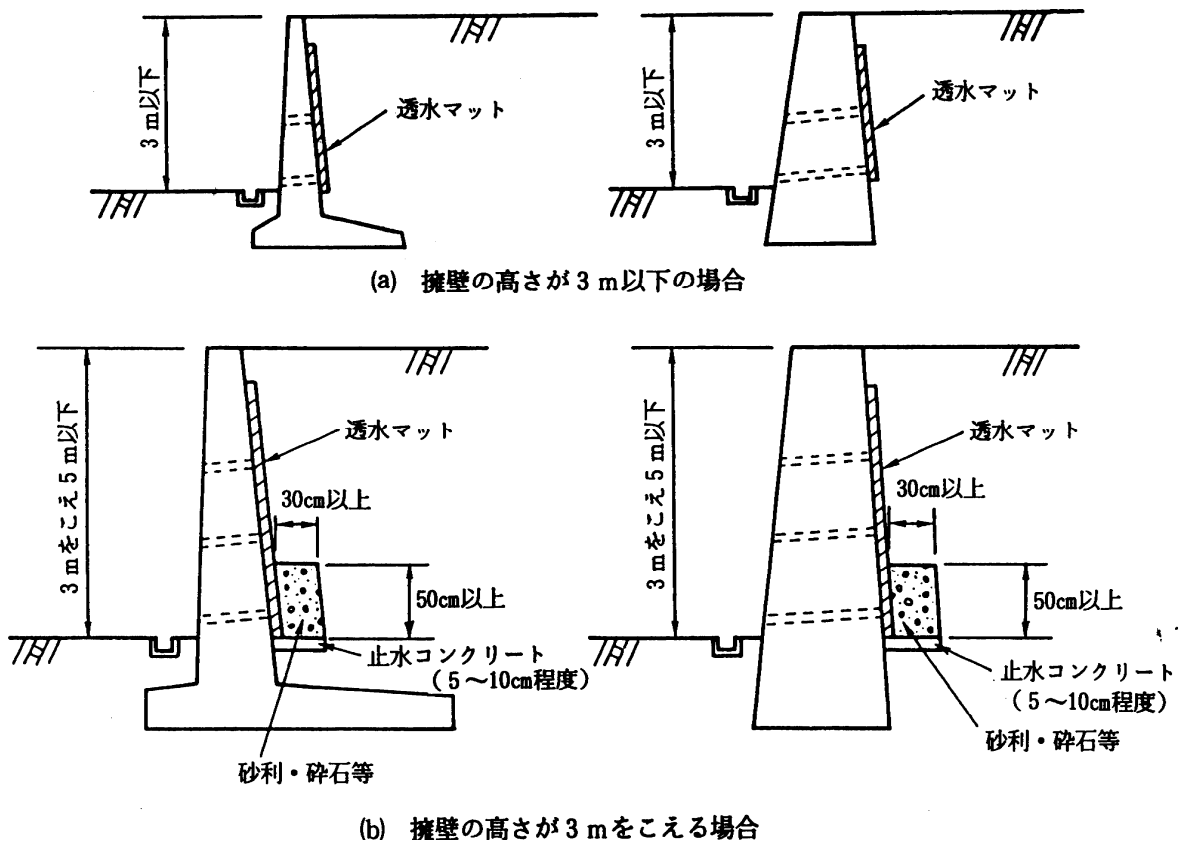 3m以下
透水マット
3m以下
透水マット
(a) 擁壁の高さが3m以下の場合
3mをこえ5m以下
透水マット
30cm以上
50cm以上
止水コンクリート
(5〜10cm程度)
砂利・砕石等
3mをこえ5m以下
透水マット
30cm以上
50cm以上
止水コンクリート
(5〜10cm程度)
砂利・砕石等
(b) 擁壁の高さが3mをこえる場合